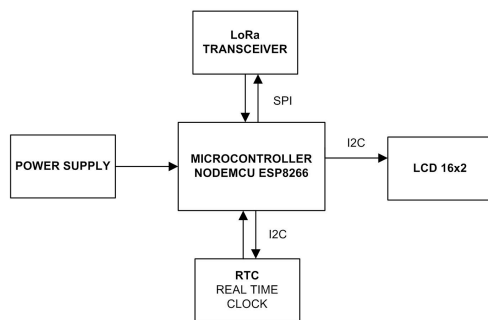 LoRa
TRANSCEIVER
SPI
POWER SUPPLY
MICROCONTROLLER
NODEMCU ESP8266
I2C
LCD 16x2
I2C
RTC
REAL TIME
CLOCK